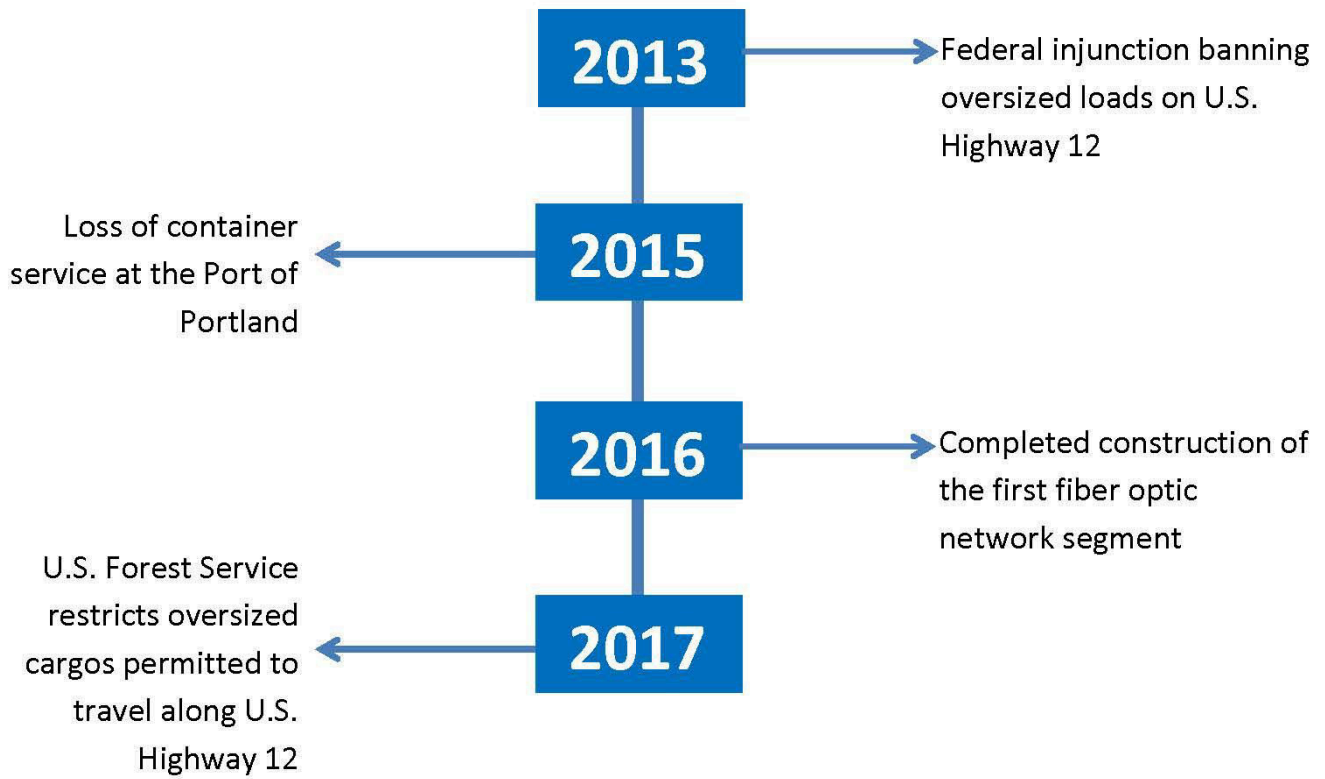 2013
Federal injunction banning
oversized loads on U.S.
Highway 12
2015
Loss of container
service at the Port of
Portland
2016
Completed construction of
the first fiber optic
network segment
2017
U.S. Forest Service
restricts oversized
cargos permitted to
travel along U.S.
Highway 12